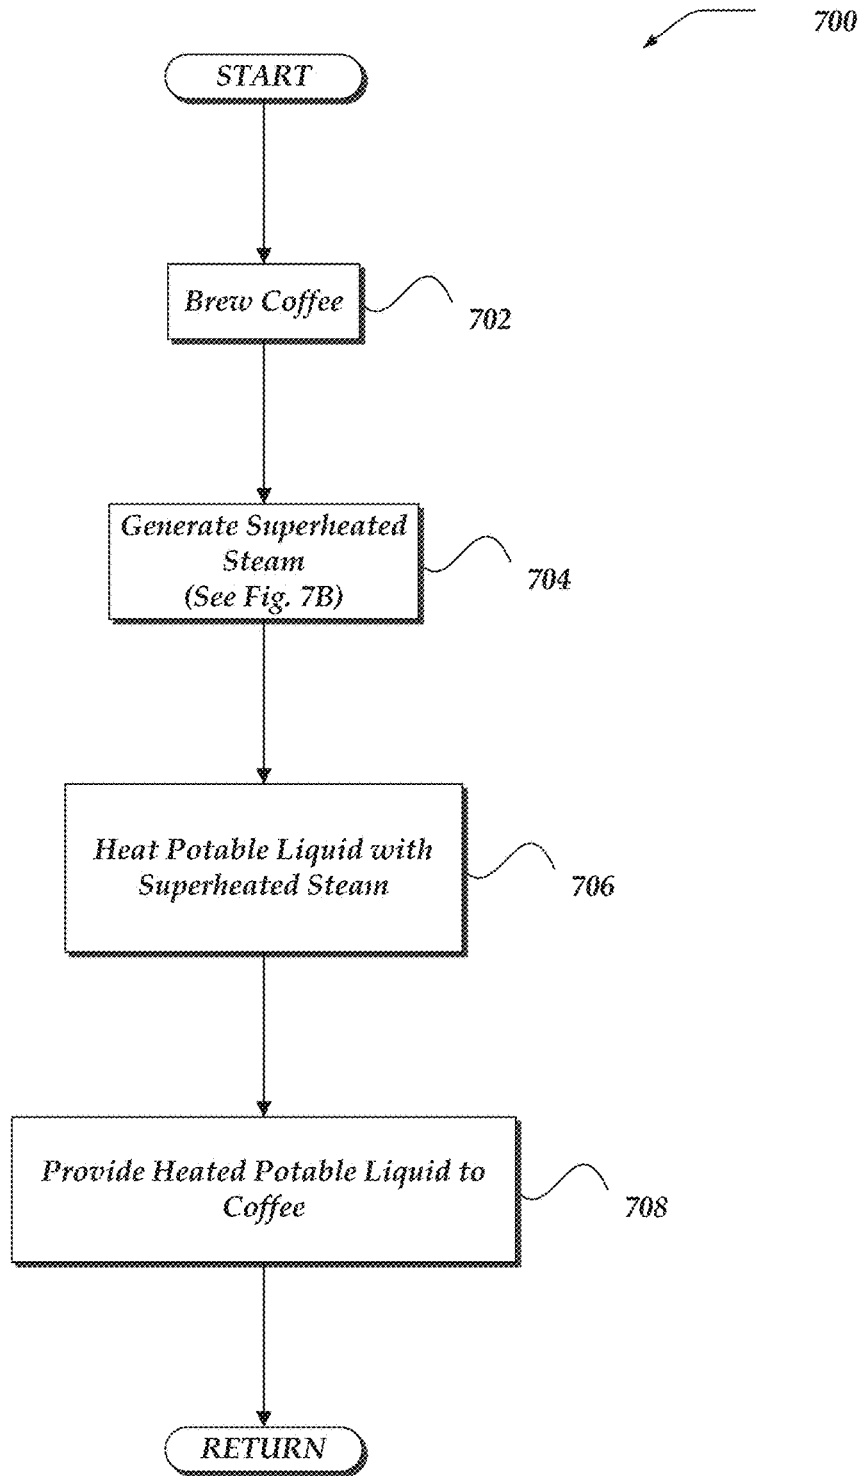 700
START
Brew Coffee
702
Generate Superheated
Steam
(See Fig. 7B)
704
Heat Potable Liquid with
Superheated Steam
706
Provide Heated Potable Liquid to
Coffee
708
RETURN